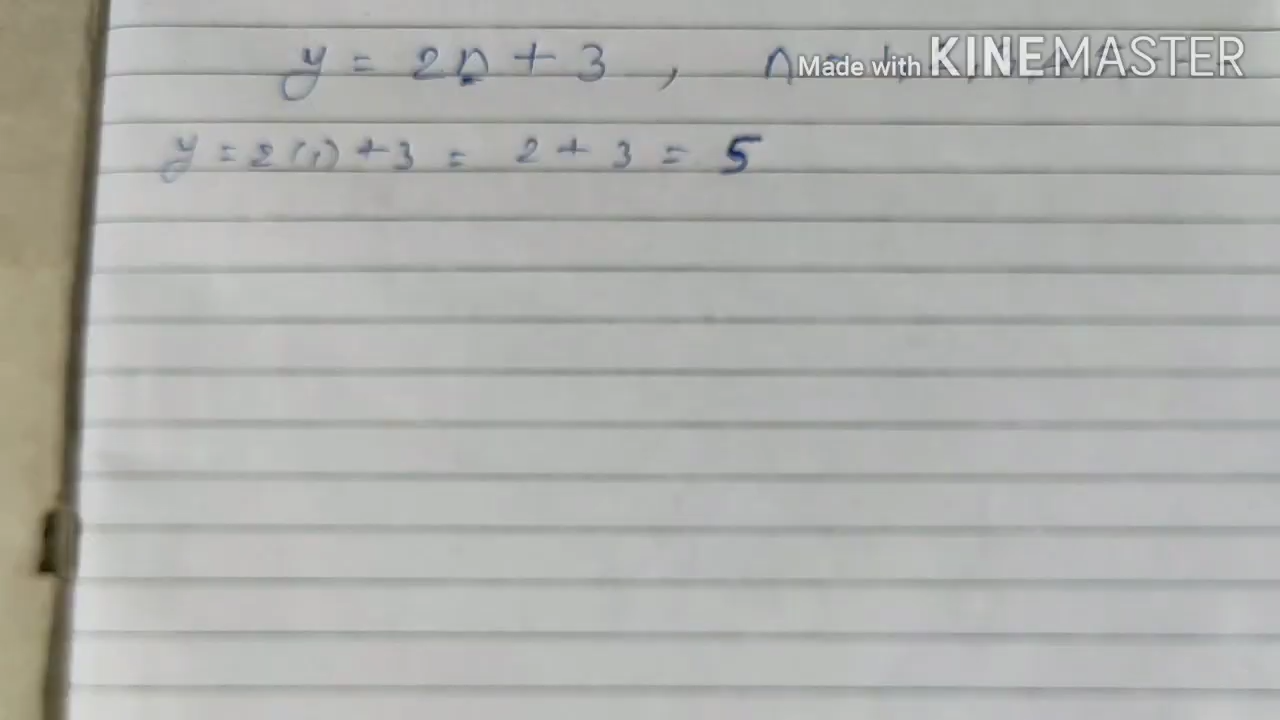 y = 2n + 3 , n = Made with KINEMASTER
y = 2(1) + 3 = 2 + 3 = 5